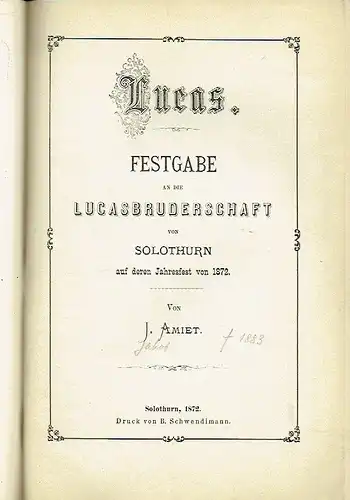 Lucas.
FESTGABE
AN DIE
LUCASBRUDERSCHAFT
VON
SOLOTHURN
auf deren Jahresfest von 1872.
VON
J. AMIET.
Jakob † 1883
Solothurn, 1872.
Druck von B. Schwendimann.